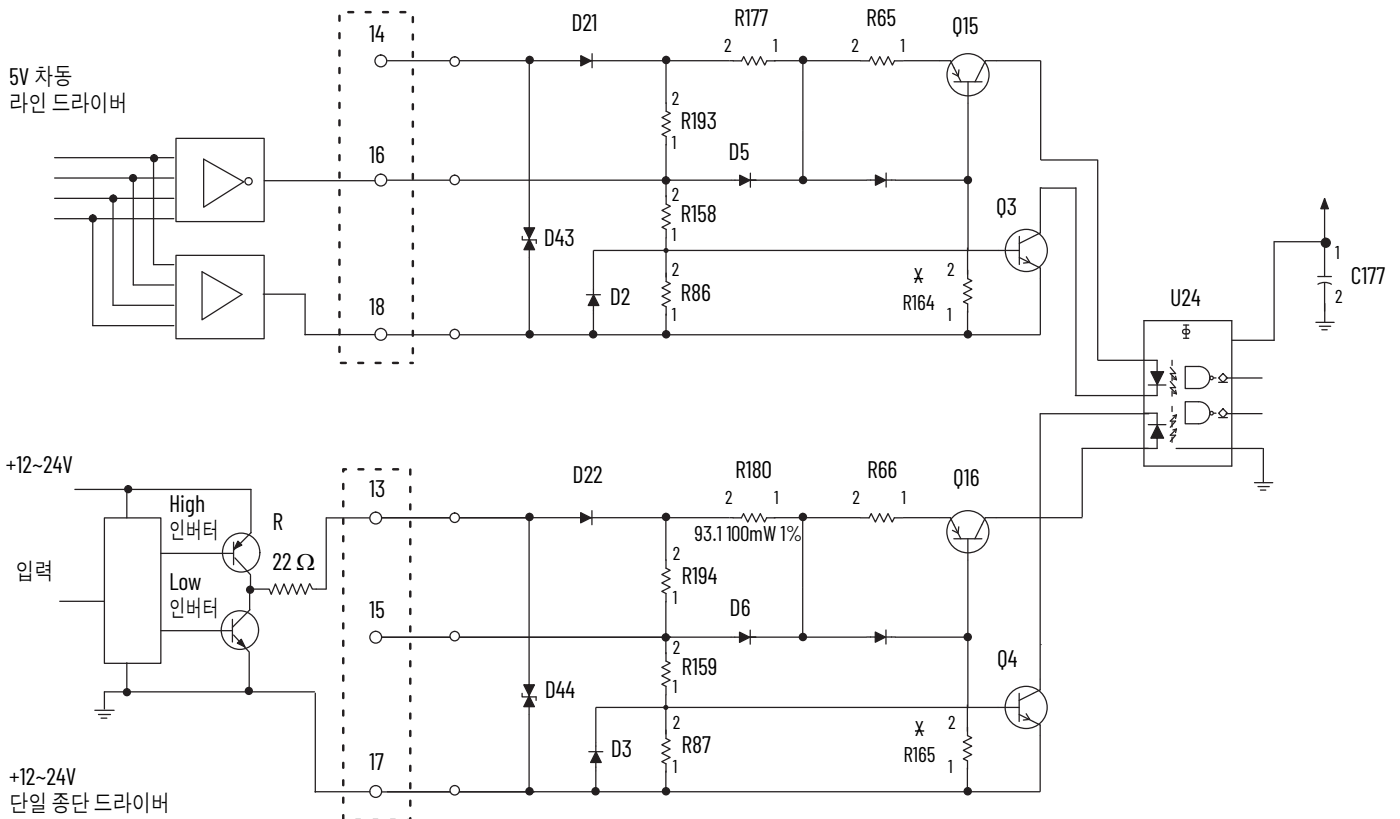 5V 차동
라인 드라이버
14
16
18
D21
R177
2 1
R65
2 1
Q15
2
R193
1
D5
2
R158
1
D43
D2
2
R86
1
Q3
2
R164
1
U24
Φ
1
C177
2
+12~24V
High
인버터
R
22 Ω
입력
Low
인버터
+12~24V
단일 종단 드라이버
13
15
17
D22
R180
2 1
93.1 100mW 1%
R66
2 1
Q16
2
R194
1
D6
2
R159
1
D44
D3
2
R87
1
Q4
2
R165
1